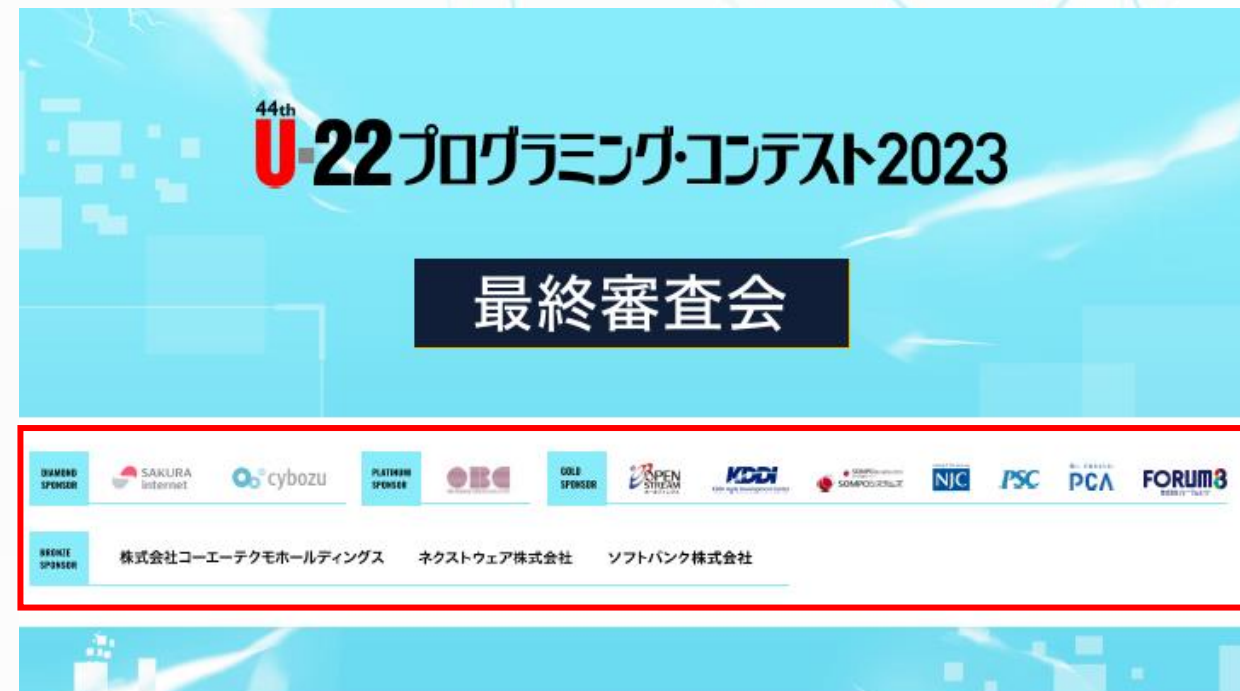 44th
U-22プログラミング・コンテスト2023
最終審査会
DIAMOND SPONSOR
SAKURA internet
cybozu
PLATINUM SPONSOR
OBC
GOLD SPONSOR
OPEN STREAM
KDDI
SOMPOシステムズ
NJC
PSC
PCA
FORUM8
BRONZE SPONSOR
株式会社コーエーテクモホールディングス
ネクストウェア株式会社
ソフトバンク株式会社